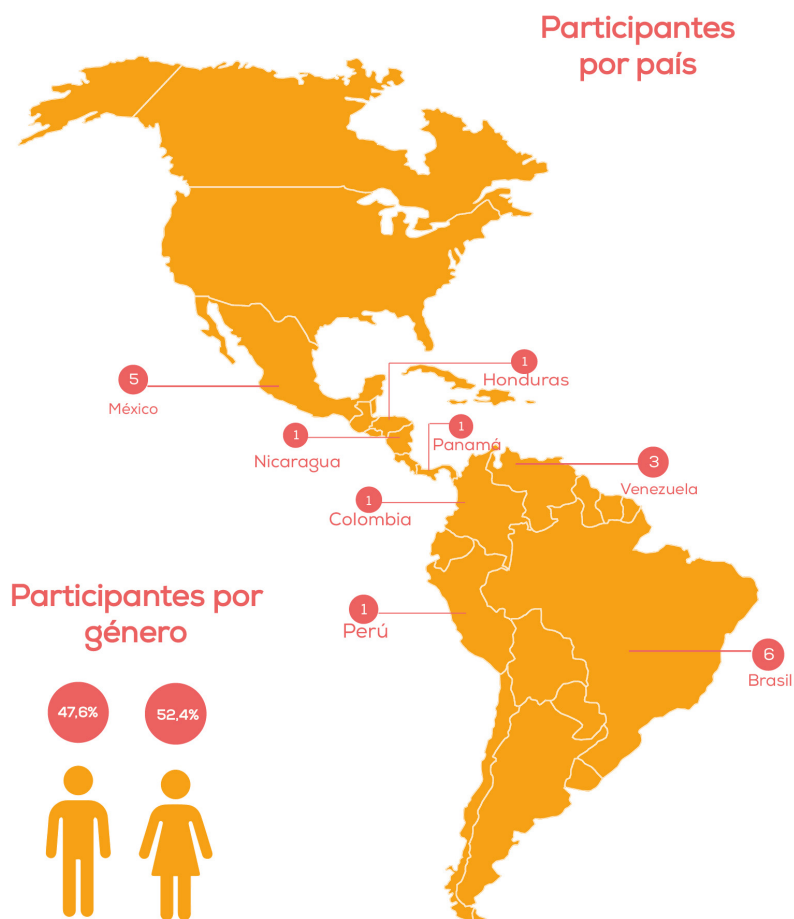 Participantes
por país
5
México
1
Honduras
1
Nicaragua
1
Panamá
3
Venezuela
1
Colombia
1
Perú
6
Brasil
Participantes por
género
47,6%
52,4%